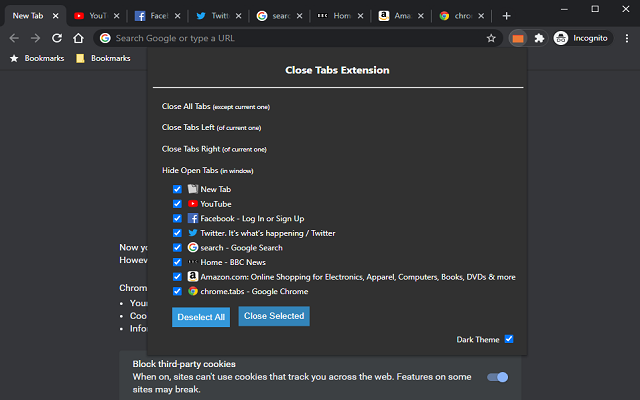 New Tab
YouT
Faceb
Twitt
searc
Home
Ama
chro
Search Google or type a URL
Incognito
Bookmarks
Bookmarks
Close Tabs Extension
Close All Tabs (except current one)
Close Tabs Left (of current one)
Close Tabs Right (of current one)
Hide Open Tabs (in window)
New Tab
YouTube
Facebook - Log In or Sign Up
Twitter. It's what's happening / Twitter
search - Google Search
Home - BBC News
Amazon.com: Online Shopping for Electronics, Apparel, Computers, Books, DVDs & more
chrome.tabs - Google Chrome
Deselect All
Close Selected
Dark Theme
Now yo
Howev
Chrom
• Your
• Coo
• Infor
Block third-party cookies
When on, sites can't use cookies that track you across the web. Features on some
sites may break.